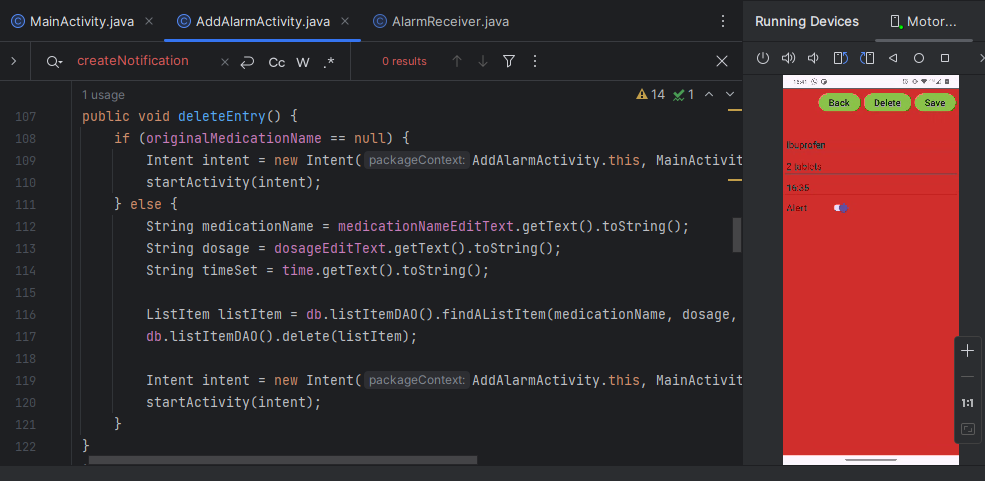 MainActivity.java AddAlarmActivity.java AlarmReceiver.java Running Devices Motor...
createNotification Cc W .* 0 results
1 usage 14 1
107 public void deleteEntry() {
108 if (originalMedicationName == null) {
109 Intent intent = new Intent( packageContext: AddAlarmActivity.this, MainActivit
110 startActivity(intent);
111 } else {
112 String medicationName = medicationNameEditText.getText().toString();
113 String dosage = dosageEditText.getText().toString();
114 String timeSet = time.getText().toString();
115
116 ListItem listItem = db.listItemDAO().findAListItem(medicationName, dosage,
117 db.listItemDAO().delete(listItem);
118
119 Intent intent = new Intent( packageContext: AddAlarmActivity.this, MainActivit
120 startActivity(intent);
121 }
122 }
Back Delete Save
Ibuprofen
2 tablets
16:35
Alert
1:1